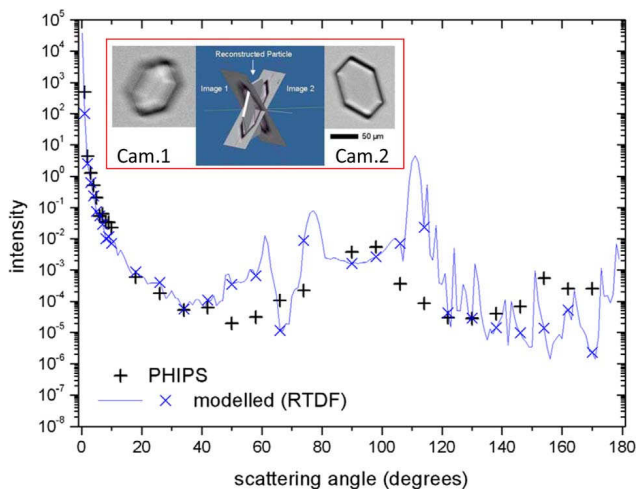 10^5
10^4
10^3
10^2
10^1
10^0
10^-1
10^-2
10^-3
10^-4
10^-5
10^-6
10^-7
10^-8
intensity
Reconstructed Particle
Image 1
Image 2
Cam.1
Cam.2
50 µm
PHIPS
modelled (RTDF)
0 20 40 60 80 100 120 140 160 180
scattering angle (degrees)